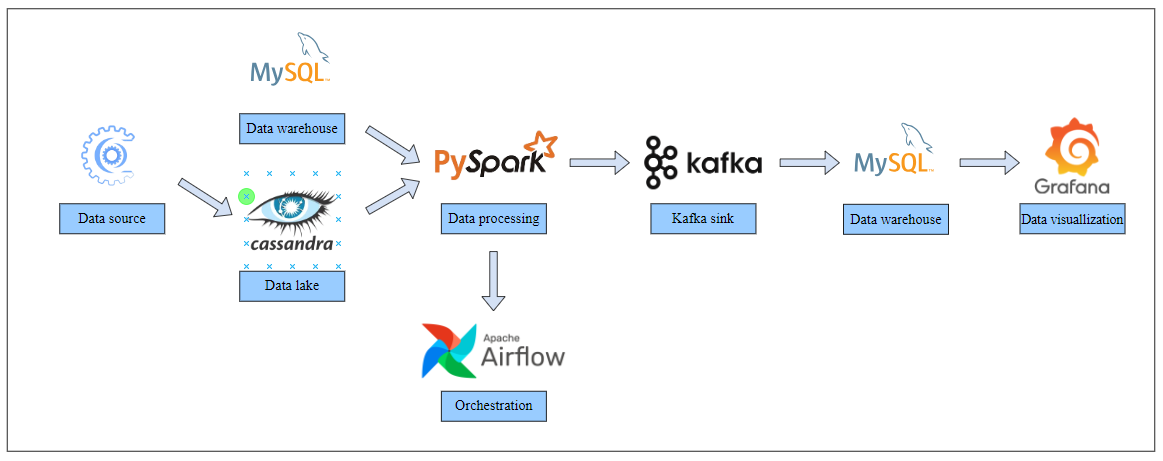 MySQL
Data warehouse
Data source
cassandra
Data lake
PySpark
Data processing
kafka
Kafka sink
MySQL
Data warehouse
Grafana
Data visuallization
Apache
Airflow
Orchestration